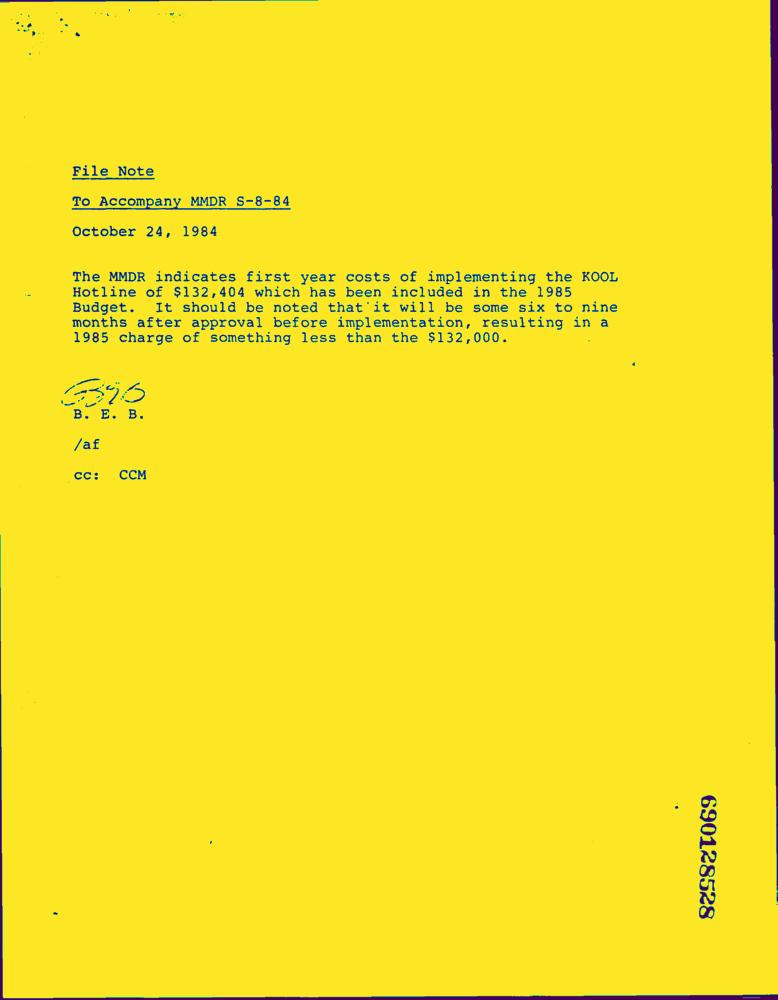 File Note
To Accompany MMDR S-8-84
October 24, 1984
The MMDR indicates first year costs of implementing the KOOL
Hotline of $132,404 which has been included in the 1985
Budget. It should be noted that it will be some six to nine
months after approval before implementation, resulting in a
1985 charge of something less than the $132,000.
B. E. B.
/af
cc: CCM
690128528